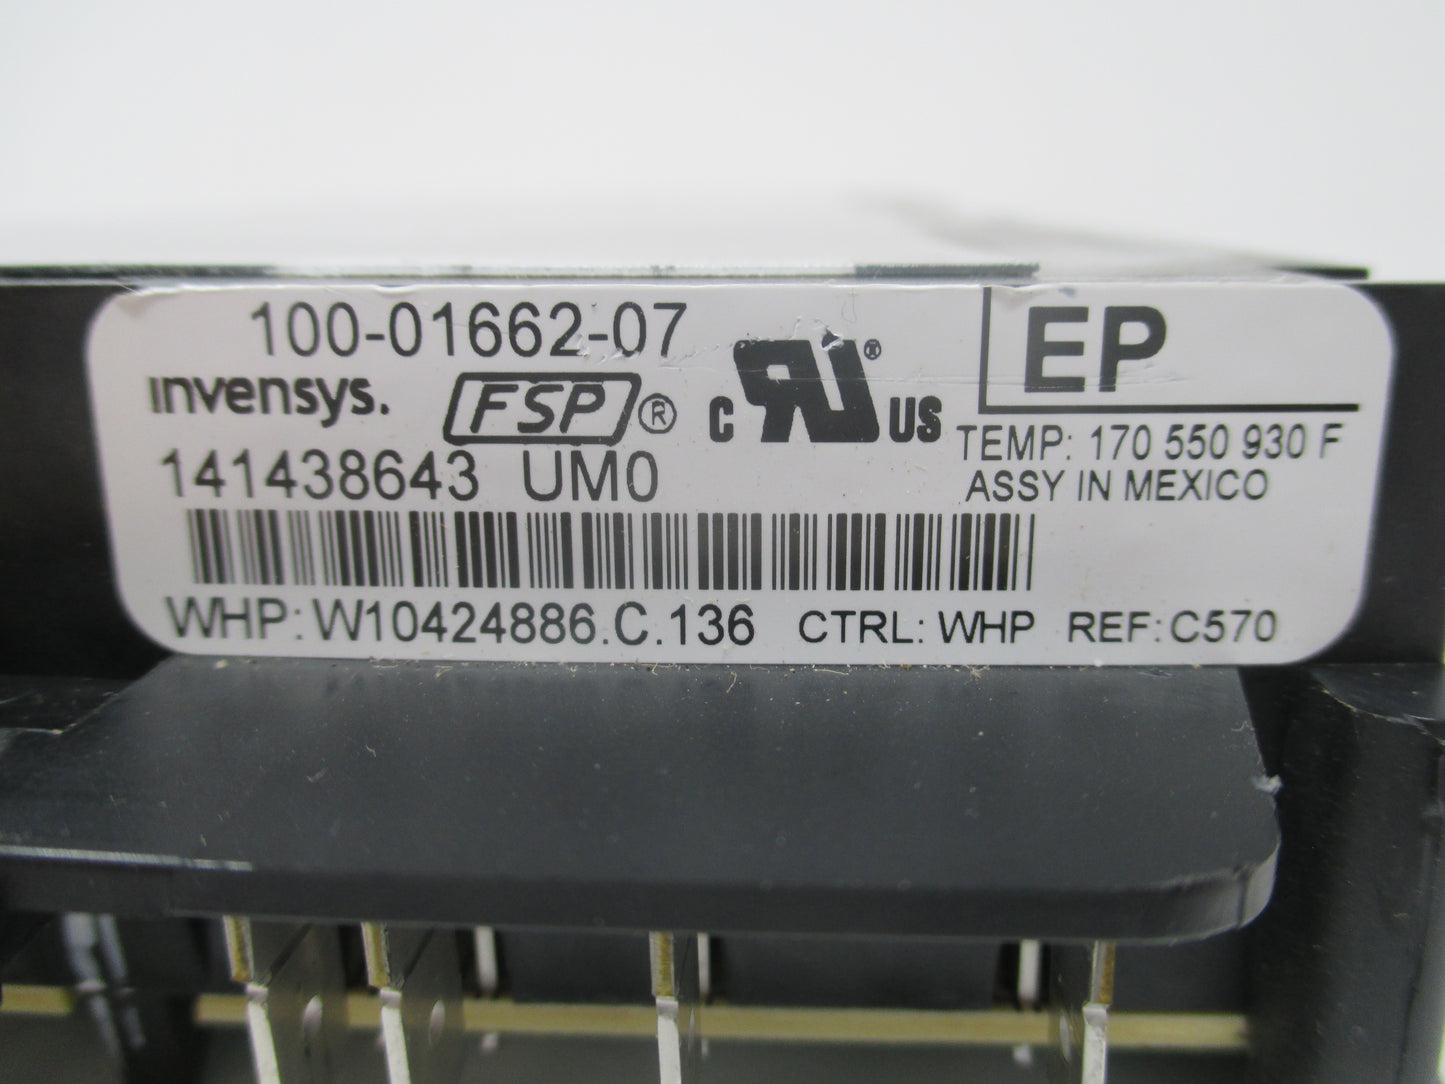 100-01662-07
invensys. FSP® c RU® US
EP
TEMP: 170 550 930 F
ASSY IN MEXICO
141438643 UM0
WHP:W10424886.C.136 CTRL: WHP REF:C570